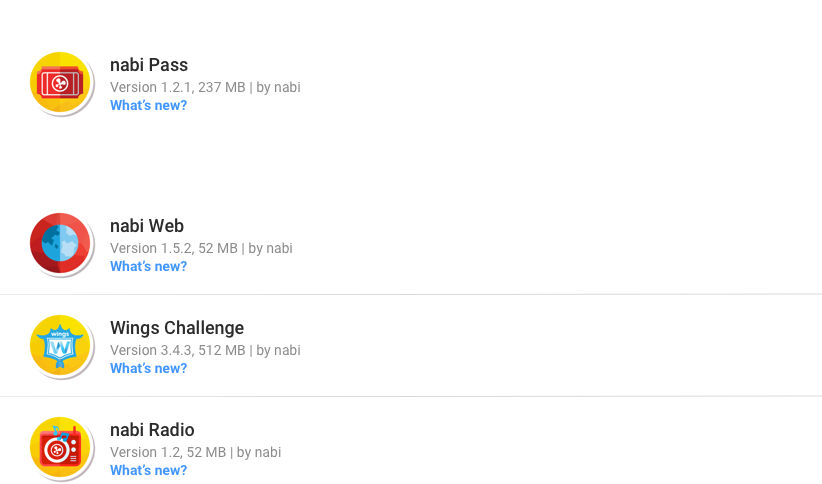 nabi Pass
Version 1.2.1, 237 MB | by nabi
What's new?
nabi Web
Version 1.5.2, 52 MB | by nabi
What's new?
wings
W
Wings Challenge
Version 3.4.3, 512 MB | by nabi
What's new?
nabi Radio
Version 1.2, 52 MB | by nabi
What's new?